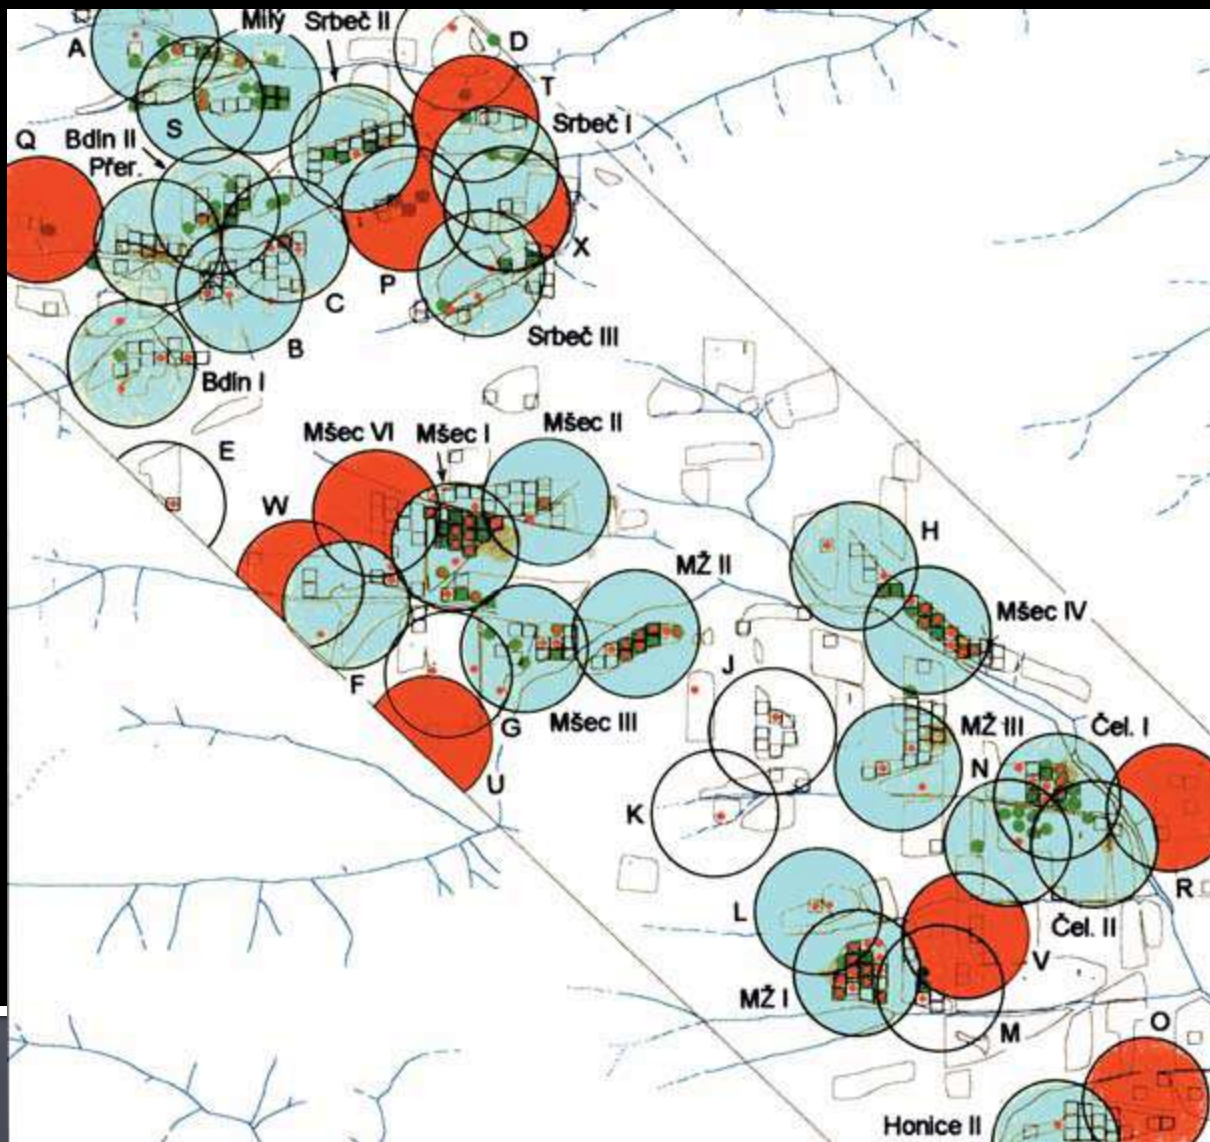 Milý
Srbeč II
A
D
T
S
Srbeč I
Q
Bdín II
Přer.
X
P
C
B
Srbeč III
Bdín I
E
Mšec VI
Mšec I
Mšec II
W
H
MŽ II
Mšec IV
J
F
G
Mšec III
MŽ III
Čel. I
N
U
K
R
L
Čel. II
V
MŽ I
M
O
Honice II